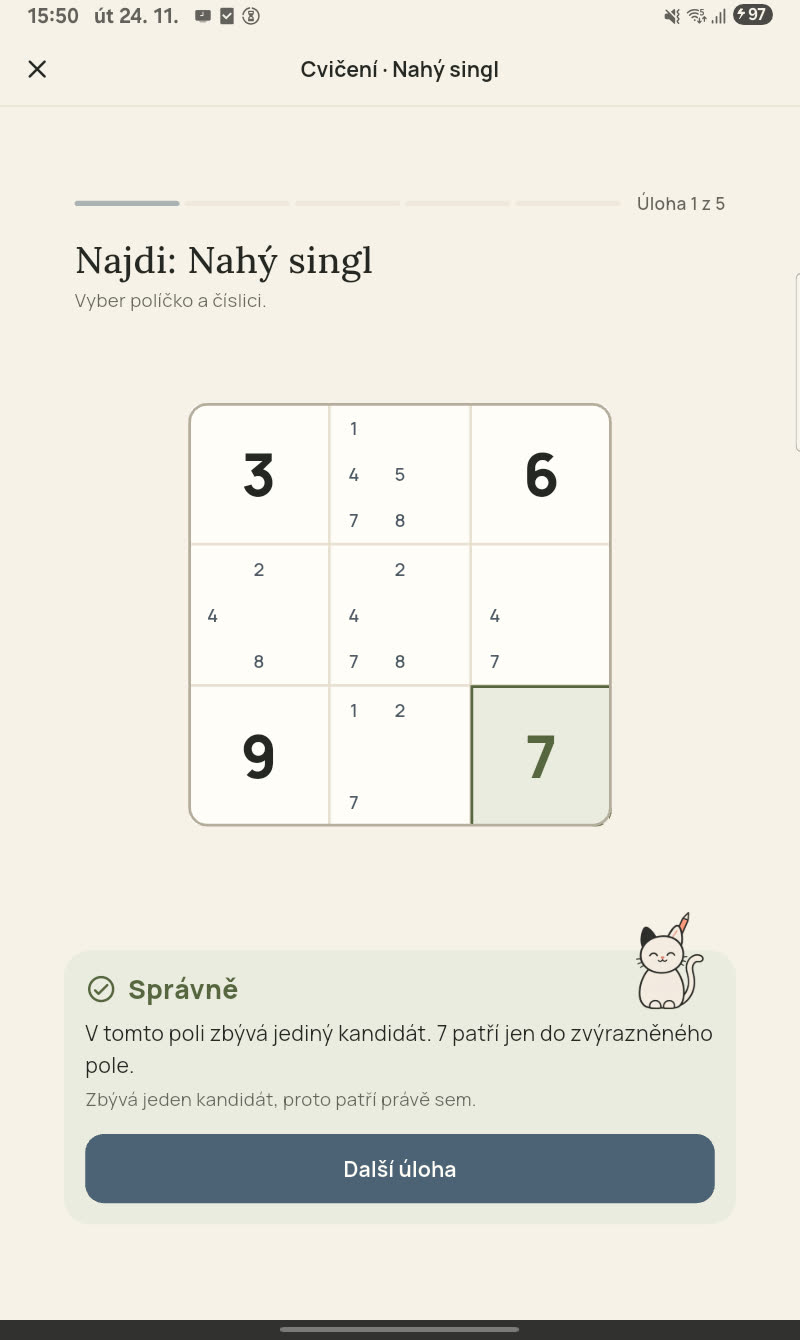 15:50 út 24. 11.
97
Cvičení · Nahý singl
Úloha 1 z 5
Najdi: Nahý singl
Vyber políčko a číslici.
1
3 4 5 6
7 8
2 2
4 4 4
8 7 8 7
1 2
9 7
7
Správně
V tomto poli zbývá jediný kandidát. 7 patří jen do zvýrazněného
pole.
Zbývá jeden kandidát, proto patří právě sem.
Další úloha